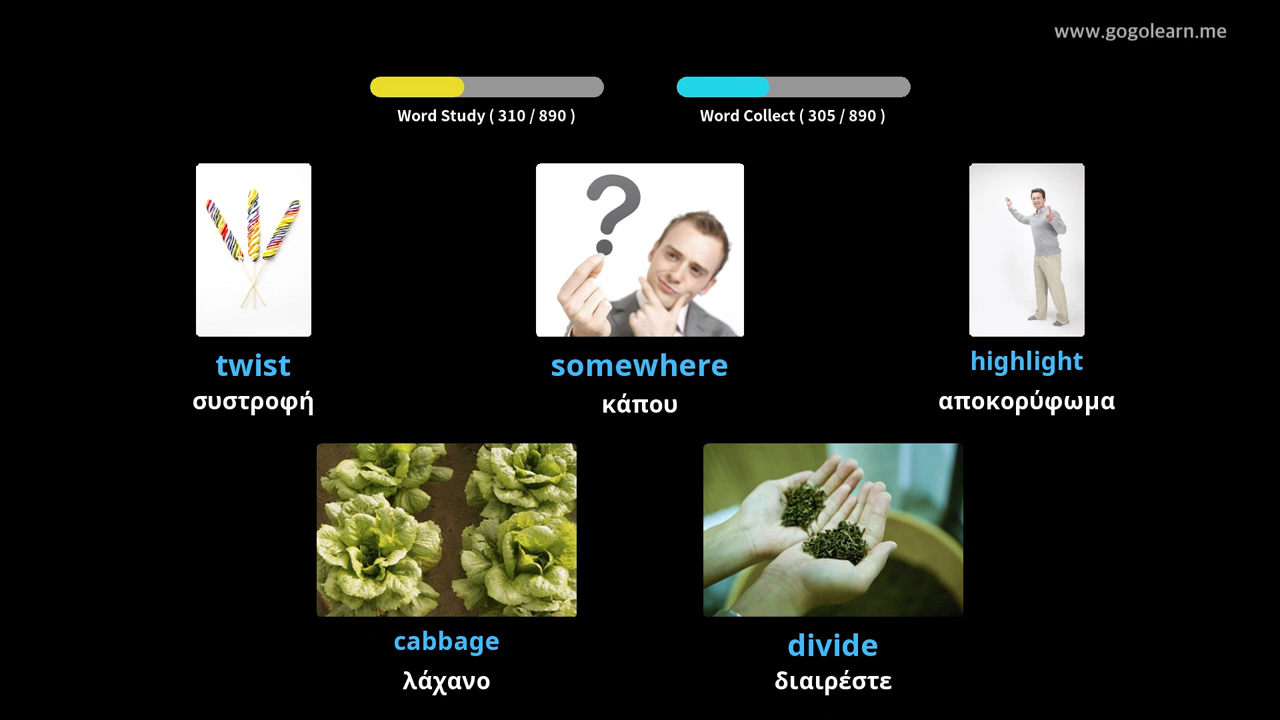 www.gogolearn.me
Word Study ( 310 / 890 )
Word Collect ( 305 / 890 )
twist
συστροφή
somewhere
κάπου
highlight
αποκορύφωμα
cabbage
λάχανο
divide
διαιρέστε